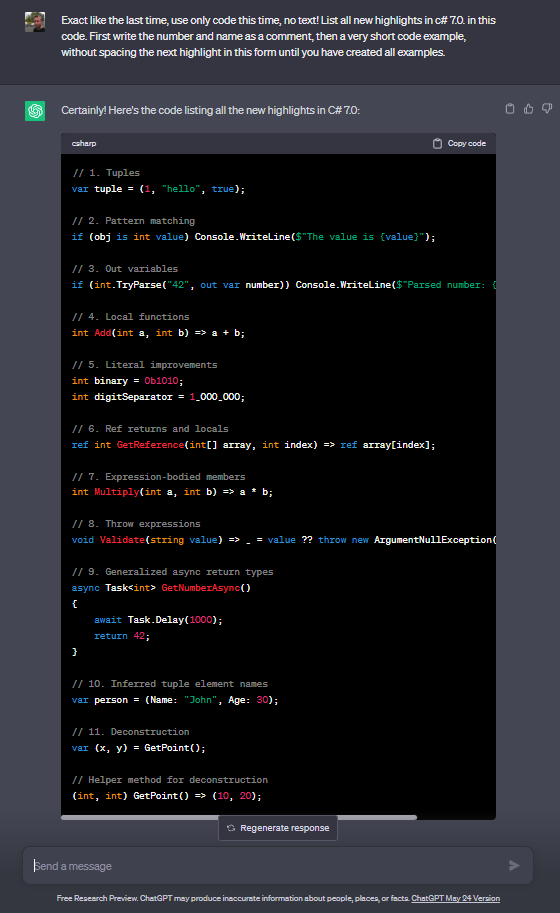 Exact like the last time, use only code this time, no text! List all new highlights in c# 7.0. in this
code. First write the number and name as a comment, then a very short code example,
without spacing the next highlight in this form until you have created all examples.
Certainly! Here's the code listing all the new highlights in C# 7.0:
csharp
Copy code
// 1. Tuples
var tuple = (1, "hello", true);
// 2. Pattern matching
if (obj is int value) Console.WriteLine($"The value is {value}");
// 3. Out variables
if (int.TryParse("42", out var number)) Console.WriteLine($"Parsed number: {
// 4. Local functions
int Add(int a, int b) => a + b;
// 5. Literal improvements
int binary = 0b1010;
int digitSeparator = 1_000_000;
// 6. Ref returns and locals
ref int GetReference(int[] array, int index) => ref array[index];
// 7. Expression-bodied members
int Multiply(int a, int b) => a * b;
// 8. Throw expressions
void Validate(string value) => _ = value ?? throw new ArgumentNullException(
// 9. Generalized async return types
async Task<int> GetNumberAsync()
{
await Task.Delay(1000);
return 42;
}
// 10. Inferred tuple element names
var person = (Name: "John", Age: 30);
// 11. Deconstruction
var (x, y) = GetPoint();
// Helper method for deconstruction
(int, int) GetPoint() => (10, 20);
Regenerate response
Send a message
Free Research Preview. ChatGPT may produce inaccurate information about people, places, or facts. ChatGPT May 24 Version